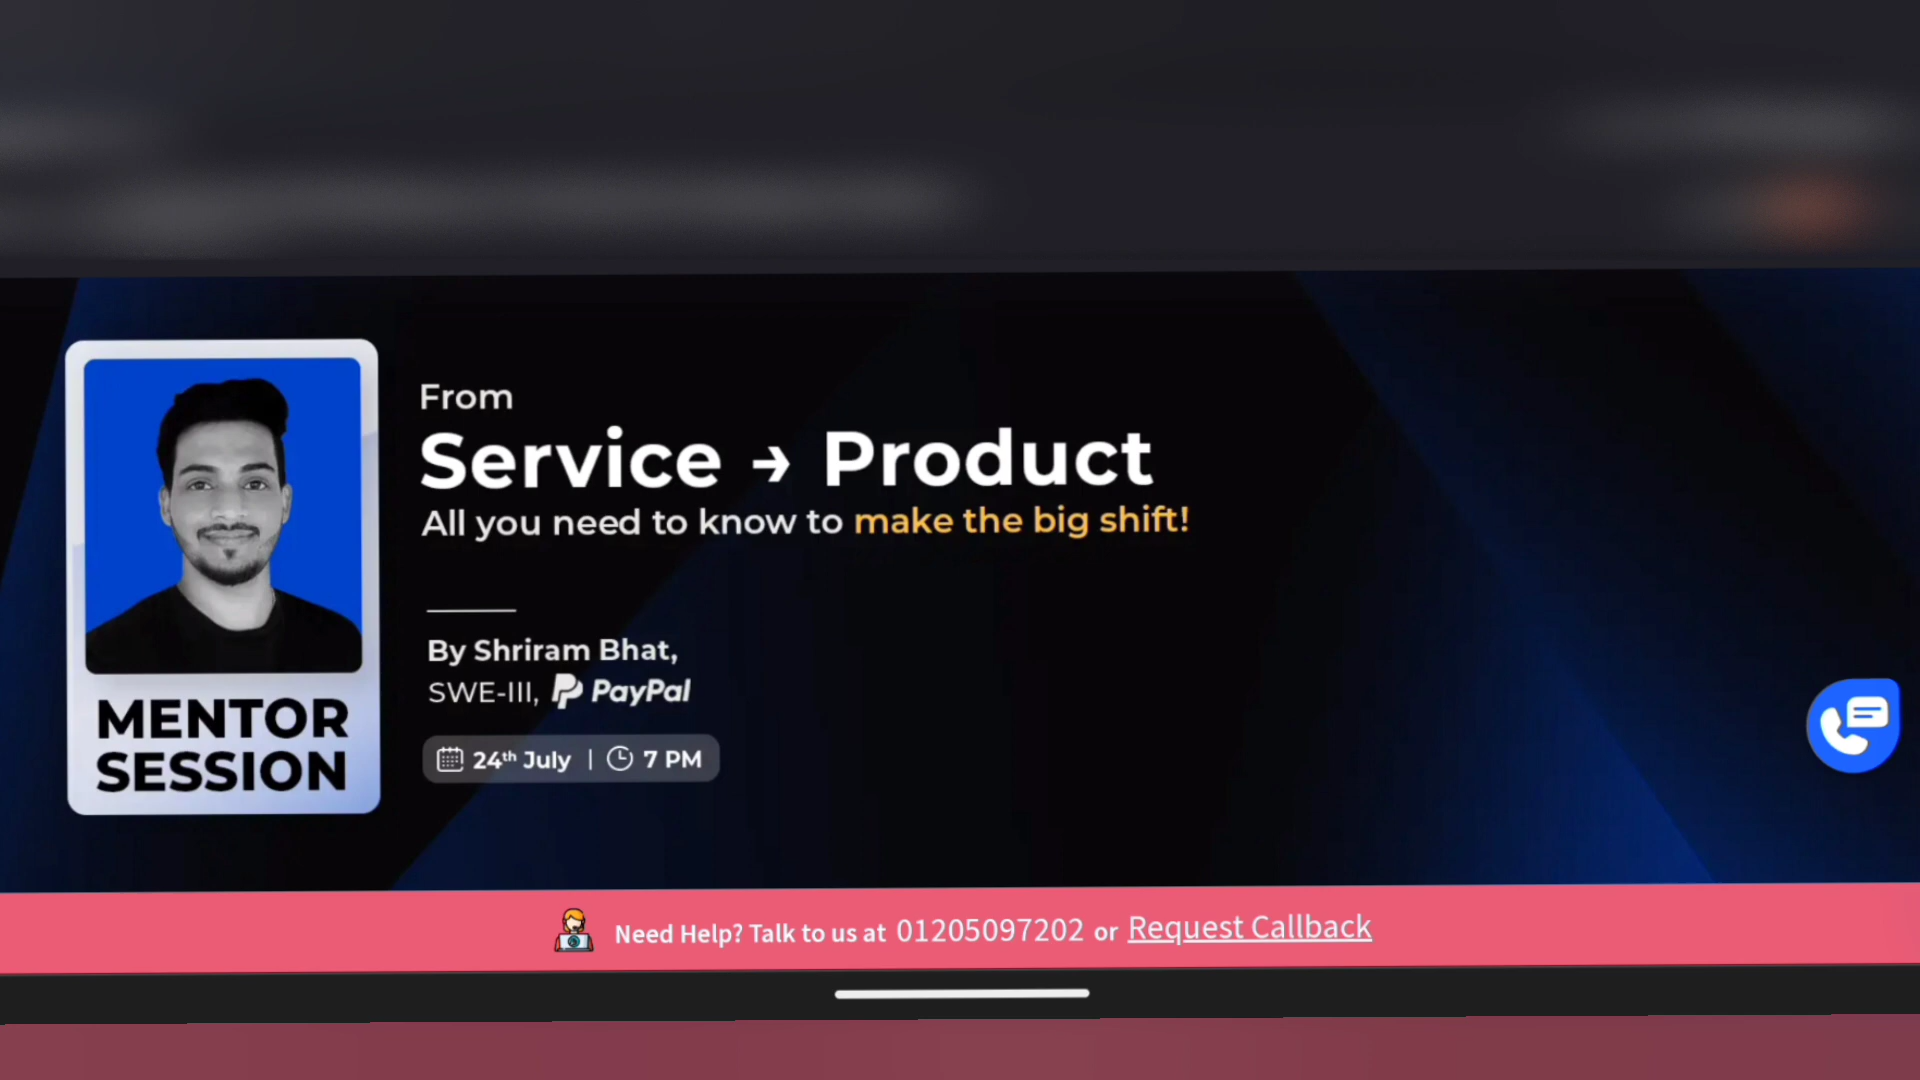 From
Service → Product
All you need to know to make the big shift!
By Shriram Bhat,
SWE-III, PayPal
24th July | 7 PM
MENTOR
SESSION
Need Help? Talk to us at 01205097202 or Request Callback